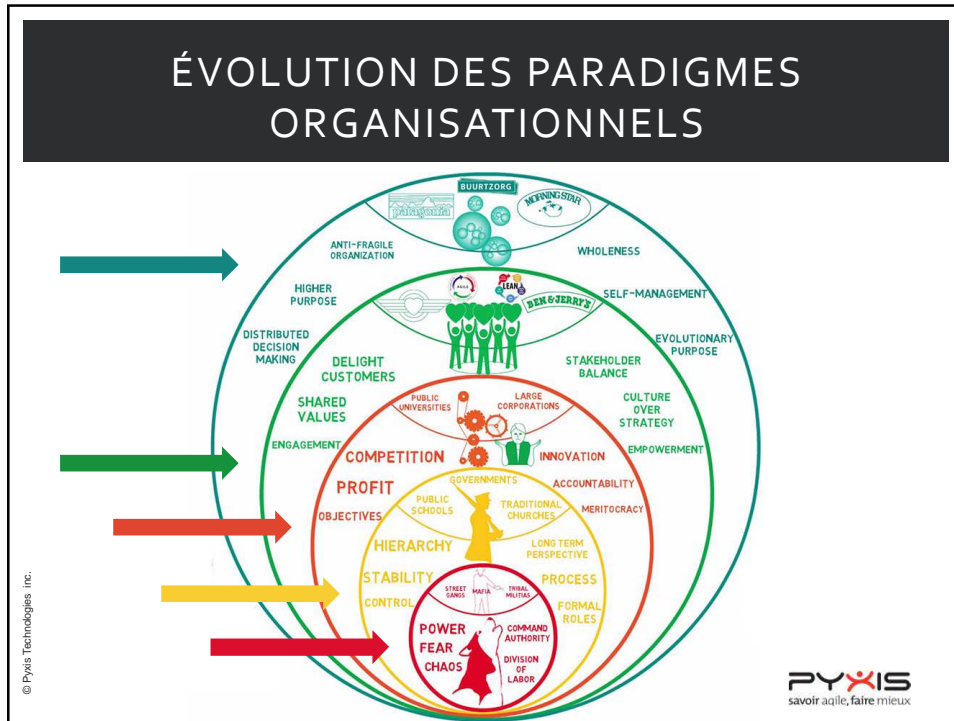 ÉVOLUTION DES PARADIGMES
ORGANISATIONNELS
BUURTZORG
patagonia
MORNING STAR
ANTI-FRAGILE
ORGANIZATION
WHOLENESS
HIGHER
PURPOSE
SELF-MANAGEMENT
DISTRIBUTED
DECISION
MAKING
EVOLUTIONARY
PURPOSE
AGILE
LEAN
BEN & JERRY'S
DELIGHT
CUSTOMERS
STAKEHOLDER
BALANCE
SHARED
VALUES
CULTURE
OVER
STRATEGY
ENGAGEMENT
EMPOWERMENT
PUBLIC
UNIVERSITIES
LARGE
CORPORATIONS
COMPETITION
INNOVATION
PROFIT
ACCOUNTABILITY
OBJECTIVES
MERITOCRACY
GOVERNMENTS
PUBLIC
SCHOOLS
TRADITIONAL
CHURCHES
HIERARCHY
LONG TERM
PERSPECTIVE
STABILITY
PROCESS
CONTROL
FORMAL
ROLES
STREET
GANGS
MAFIA
TRIBAL
MILITIAS
POWER
FEAR
CHAOS
COMMAND
AUTHORITY
DIVISION
OF
LABOR
© Pyxis Technologies inc.
PYXIS
savoir agile, faire mieux